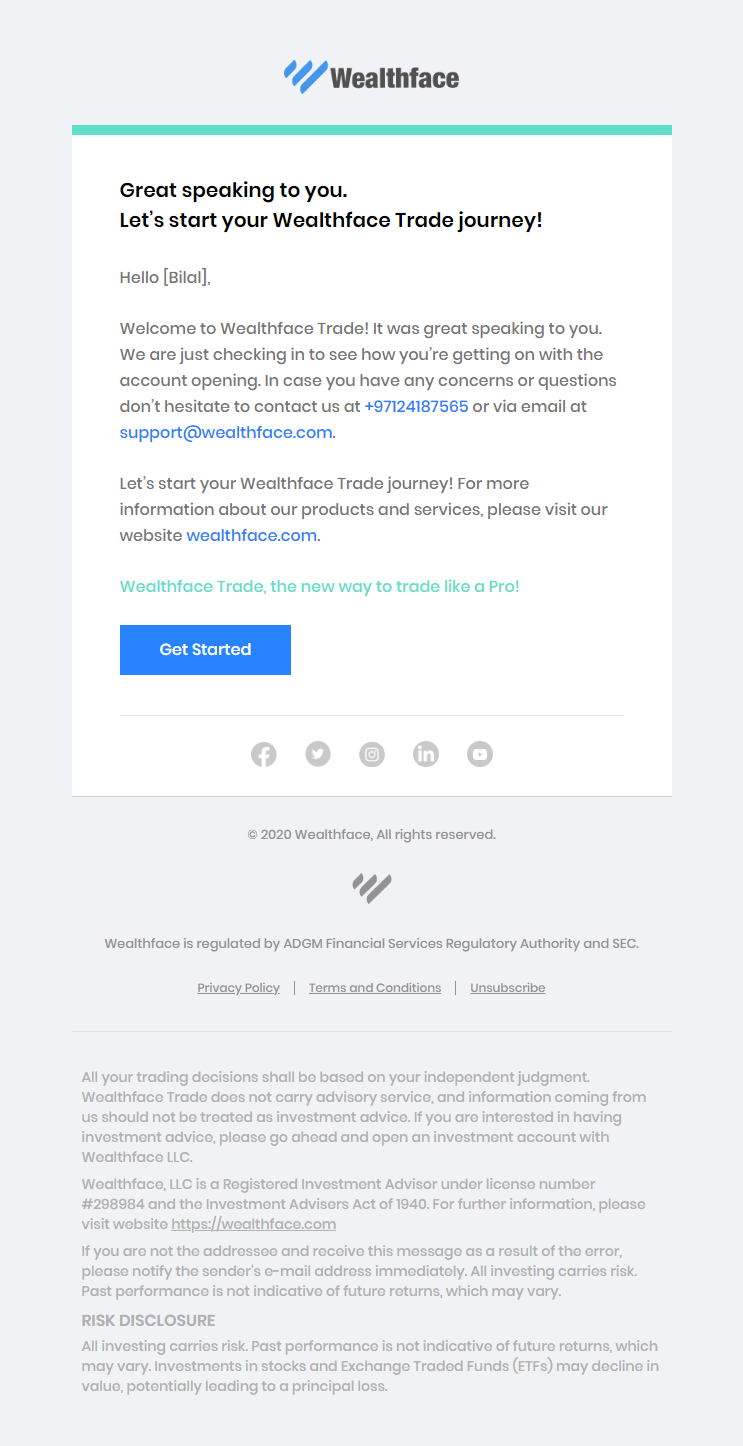 Wealthface
Great speaking to you.
Let's start your Wealthface Trade journey!
Hello [Bilal],
Welcome to Wealthface Trade! It was great speaking to you.
We are just checking in to see how you're getting on with the
account opening. In case you have any concerns or questions
don't hesitate to contact us at +97124187565 or via email at
support@wealthface.com.
Let's start your Wealthface Trade journey! For more
information about our products and services, please visit our
website wealthface.com.
Wealthface Trade, the new way to trade like a Pro!
Get Started
© 2020 Wealthface, All rights reserved.
Wealthface is regulated by ADGM Financial Services Regulatory Authority and SEC.
Privacy Policy | Terms and Conditions | Unsubscribe
All your trading decisions shall be based on your independent judgment.
Wealthface Trade does not carry advisory service, and information coming from
us should not be treated as investment advice. If you are interested in having
investment advice, please go ahead and open an investment account with
Wealthface LLC.
Wealthface, LLC is a Registered Investment Advisor under license number
#298984 and the Investment Advisers Act of 1940. For further information, please
visit website https://wealthface.com
If you are not the addressee and receive this message as a result of the error,
please notify the sender's e-mail address immediately. All investing carries risk.
Past performance is not indicative of future returns, which may vary.
RISK DISCLOSURE
All investing carries risk. Past performance is not indicative of future returns, which
may vary. Investments in stocks and Exchange Traded Funds (ETFs) may decline in
value, potentially leading to a principal loss.